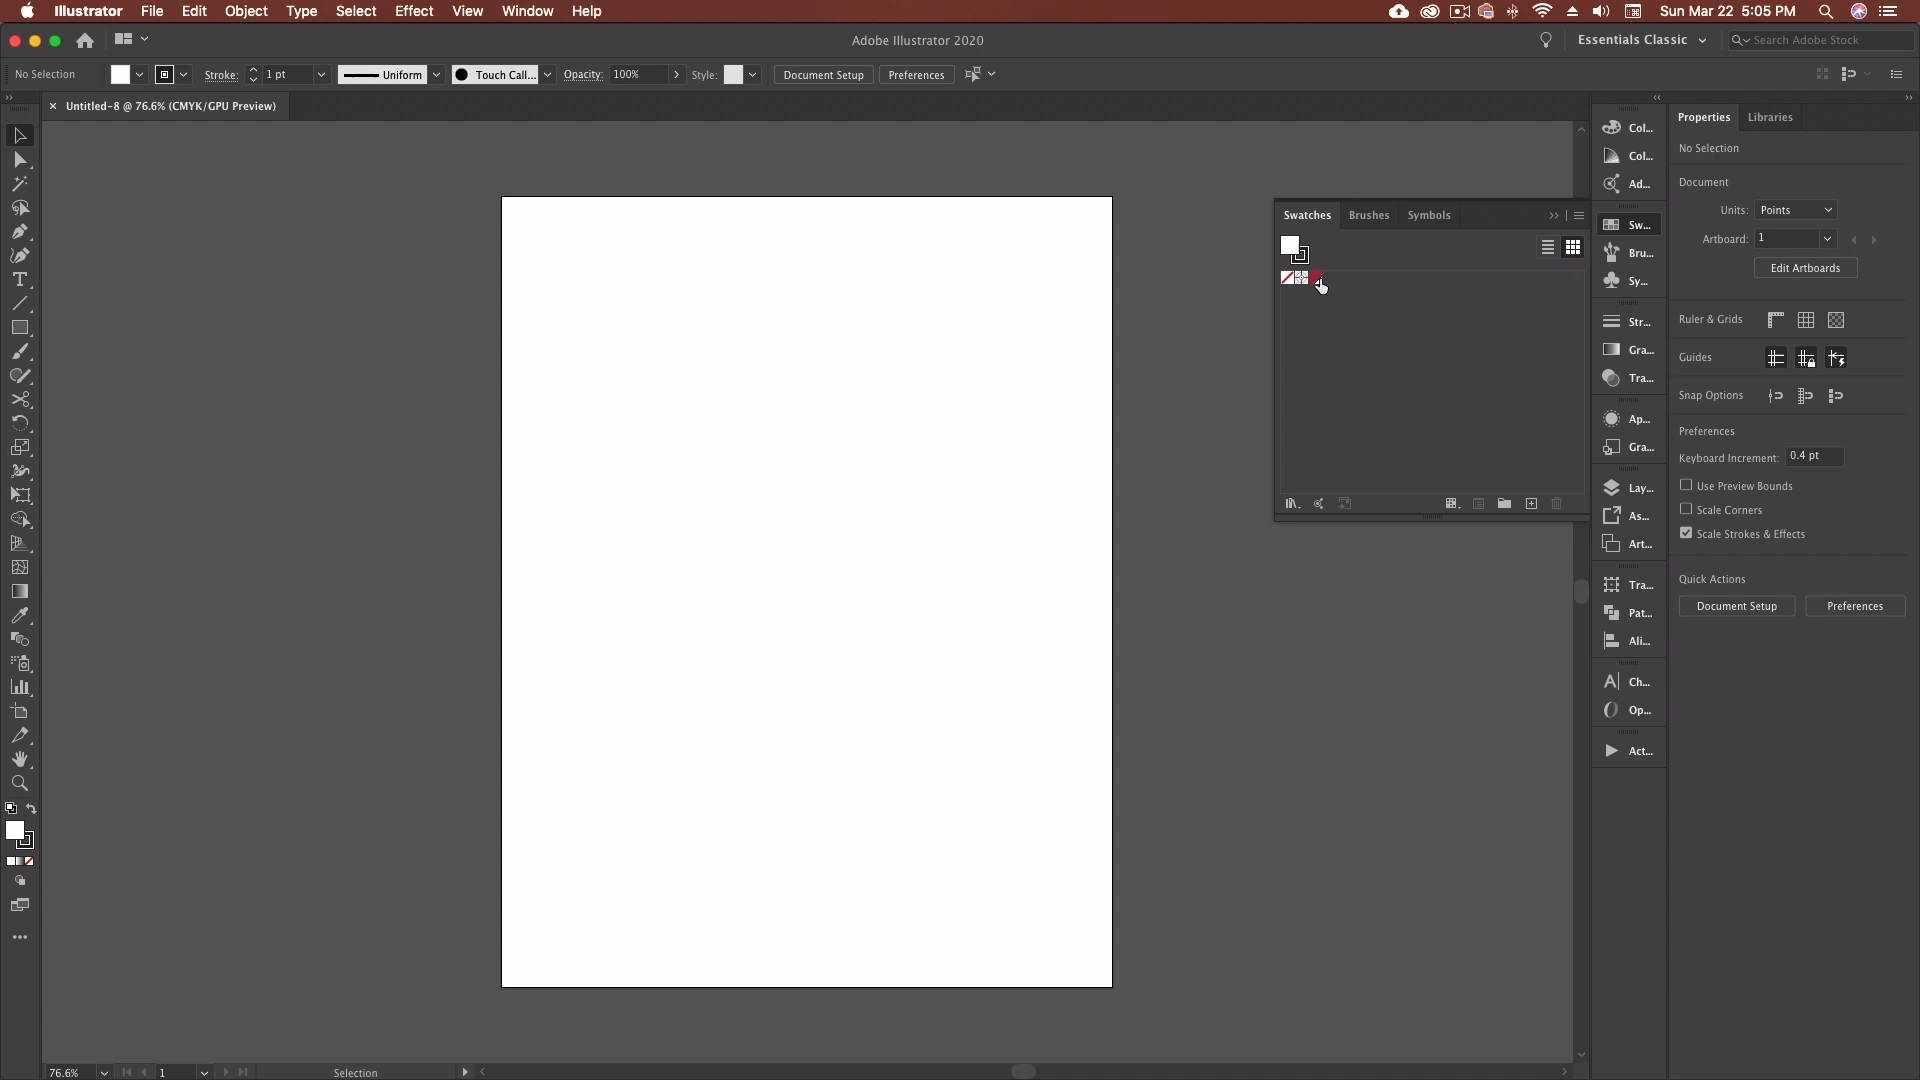 Illustrator File Edit Object Type Select Effect View Window Help Sun Mar 22 5:05 PM
Adobe Illustrator 2020 Essentials Classic Search Adobe Stock
No Selection Stroke: 1 pt Uniform Touch Call... Opacity: 100% Style: Document Setup Preferences
Untitled-8 @ 76.6% (CMYK/GPU Preview)
Swatches Brushes Symbols
Col...
Col...
Ad...
Sw...
Bru...
Sy...
Str...
Gra...
Tra...
Ap...
Gra...
Lay...
As...
Art...
Tra...
Pat...
Ali...
Ch...
Op...
Act...
Properties Libraries
No Selection
Document
Units: Points
Artboard: 1
Edit Artboards
Ruler & Grids
Guides
Snap Options
Preferences
Keyboard Increment: 0.4 pt
Use Preview Bounds
Scale Corners
Scale Strokes & Effects
Quick Actions
Document Setup Preferences
76.6% 1 Selection